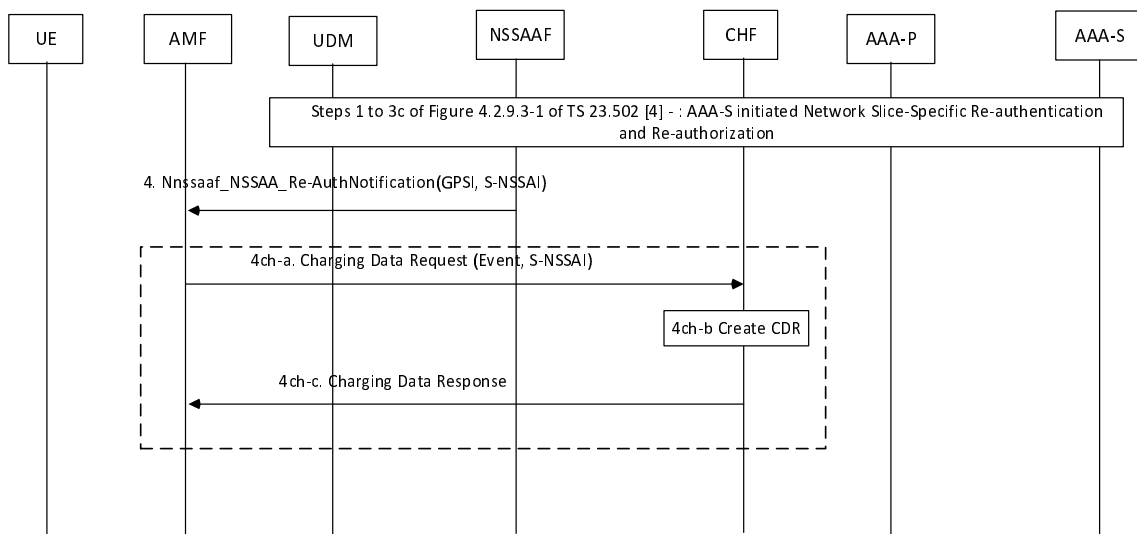 UE
AMF
UDM
NSSAAF
CHF
AAA-P
AAA-S
Steps 1 to 3c of Figure 4.2.9.3-1 of TS 23.502 [4] - : AAA-S initiated Network Slice-Specific Re-authentication
and Re-authorization
4. Nnssaaf_NSSAA_Re-AuthNotification(GPSI, S-NSSAI)
4ch-a. Charging Data Request (Event, S-NSSAI)
4ch-b Create CDR
4ch-c. Charging Data Response